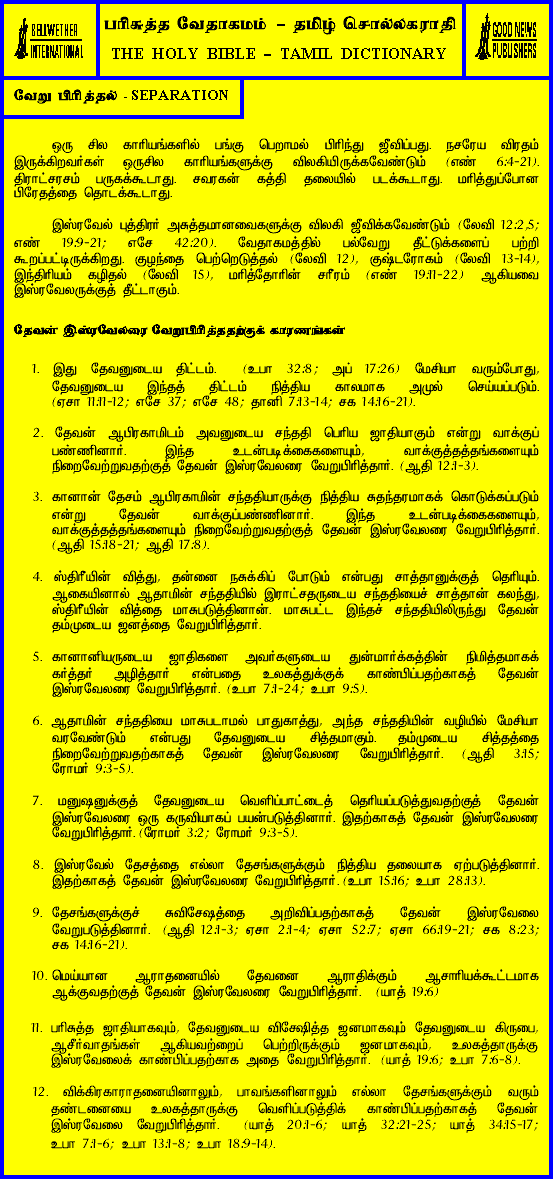 BELLWETHER
INTERNATIONAL
பரிசுத்த வேதாகமம் – தமிழ் சொல்லகராதி
THE HOLY BIBLE – TAMIL DICTIONARY
GOOD NEWS
PUBLISHERS
வேறு பிரித்தல் - SEPARATION
ஒரு சில காரியங்களில் பங்கு பெறாமல் பிரிந்து ஜீவிப்பது. நசரேய விரதம்
இருக்கிறவர்கள் ஒருசில காரியங்களுக்கு விலகியிருக்கவேண்டும் (எண் 6:4-21).
திராட்சரசம் பருகக்கூடாது. சவரகன் கத்தி தலையில் படக்கூடாது. மரித்துப்போன
பிரேதத்தை தொடக்கூடாது.
இஸ்ரவேல் புத்திரர் அசுத்தமானவைகளுக்கு விலகி ஜீவிக்கவேண்டும் (லேவி 12:2,5;
எண் 19:9-21; எசே 42:20). வேதாகமத்தில் பல்வேறு தீட்டுக்களைப் பற்றி
கூறப்பட்டிருக்கிறது. குழந்தை பெற்றெடுத்தல் (லேவி 12), குஷ்டரோகம் (லேவி 13-14),
இந்திரியம் கழிதல் (லேவி 15), மரித்தோரின் சரீரம் (எண் 19:11-22) ஆகியவை
இஸ்ரவேலருக்குத் தீட்டாகும்.
தேவன் இஸ்ரவேலரை வேறுபிரித்ததற்குக் காரணங்கள்
1. இது தேவனுடைய திட்டம். (உபா 32:8; அப் 17:26) மேசியா வரும்போது,
தேவனுடைய இந்தத் திட்டம் நித்திய காலமாக அமுல் செய்யப்படும்.
(ஏசா 11:11-12; எசே 37; எசே 48; தானி 7:13-14; சக 14:16-21).
2. தேவன் ஆபிரகாமிடம் அவனுடைய சந்ததி பெரிய ஜாதியாகும் என்று வாக்குப்
பண்ணினார். இந்த உடன்படிக்கைகளையும், வாக்குத்தத்தங்களையும்
நிறைவேற்றுவதற்குத் தேவன் இஸ்ரவேலரை வேறுபிரித்தார். (ஆதி 12:1-3).
3. கானான் தேசம் ஆபிரகாமின் சந்ததியாருக்கு நித்திய சுதந்தரமாகக் கொடுக்கப்படும்
என்று தேவன் வாக்குப்பண்ணினார். இந்த உடன்படிக்கைகளையும்,
வாக்குத்தத்தங்களையும் நிறைவேற்றுவதற்குத் தேவன் இஸ்ரவேலரை வேறுபிரித்தார்.
(ஆதி 15:18-21; ஆதி 17:8).
4. ஸ்திரீயின் வித்து, தன்னை நசுக்கிப் போடும் என்பது சாத்தானுக்குத் தெரியும்.
ஆகையினால் ஆதாமின் சந்ததியில் இராட்சதருடைய சந்ததியைச் சாத்தான் கலந்து,
ஸ்திரீயின் வித்தை மாசுபடுத்தினான். மாசுபட்ட இந்தச் சந்ததியிலிருந்து தேவன்
தம்முடைய ஜனத்தை வேறுபிரித்தார்.
5. கானானியருடைய ஜாதிகளை அவர்களுடைய துன்மார்க்கத்தின் நிமித்தமாகக்
கர்த்தர் அழித்தார் என்பதை உலகத்துக்குக் காண்பிப்பதற்காகத் தேவன்
இஸ்ரவேலரை வேறுபிரித்தார். (உபா 7:1-24; உபா 9:5).
6. ஆதாமின் சந்ததியை மாசுபடாமல் பாதுகாத்து, அந்த சந்ததியின் வழியில் மேசியா
வரவேண்டும் என்பது தேவனுடைய சித்தமாகும். தம்முடைய சித்தத்தை
நிறைவேற்றுவதற்காகத் தேவன் இஸ்ரவேலரை வேறுபிரித்தார். (ஆதி 3:15;
ரோமர் 9:3-5).
7. மனுஷனுக்குத் தேவனுடைய வெளிப்பாட்டைத் தெரியப்படுத்துவதற்குத் தேவன்
இஸ்ரவேலரை ஒரு கருவியாகப் பயன்படுத்தினார். இதற்காகத் தேவன் இஸ்ரவேலரை
வேறுபிரித்தார். (ரோமர் 3:2; ரோமர் 9:3-5).
8. இஸ்ரவேல் தேசத்தை எல்லா தேசங்களுக்கும் நித்திய தலையாக ஏற்படுத்தினார்.
இதற்காகத் தேவன் இஸ்ரவேலரை வேறுபிரித்தார். (உபா 15:16; உபா 28:13).
9. தேசங்களுக்குச் சுவிசேஷத்தை அறிவிப்பதற்காகத் தேவன் இஸ்ரவேலை
வேறுபடுத்தினார். (ஆதி 12:1-3; ஏசா 2:1-4; ஏசா 52:7; ஏசா 66:19-21; சக 8:23;
சக 14:16-21).
10. மெய்யான ஆராதனையில் தேவனை ஆராதிக்கும் ஆசாரியக்கூட்டமாக
ஆக்குவதற்குத் தேவன் இஸ்ரவேலரை வேறுபிரித்தார். (யாத் 19:6)
11. பரிசுத்த ஜாதியாகவும், தேவனுடைய விசேஷித்த ஜனமாகவும் தேவனுடைய கிருபை,
ஆசீர்வாதங்கள் ஆகியவற்றைப் பெற்றிருக்கும் ஜனமாகவும், உலகத்தாருக்கு
இஸ்ரவேலைக் காண்பிப்பதற்காக அதை வேறுபிரித்தார். (யாத் 19:6; உபா 7:6-8).
12. விக்கிரகாராதனையினாலும், பாவங்களினாலும் எல்லா தேசங்களுக்கும் வரும்
தண்டனையை உலகத்தாருக்கு வெளிப்படுத்திக் காண்பிப்பதற்காகத் தேவன்
இஸ்ரவேலை வேறுபிரித்தார். (யாத் 20:1-6; யாத் 32:21-25; யாத் 34:15-17;
உபா 7:1-6; உபா 13:1-8; உபா 18:9-14).